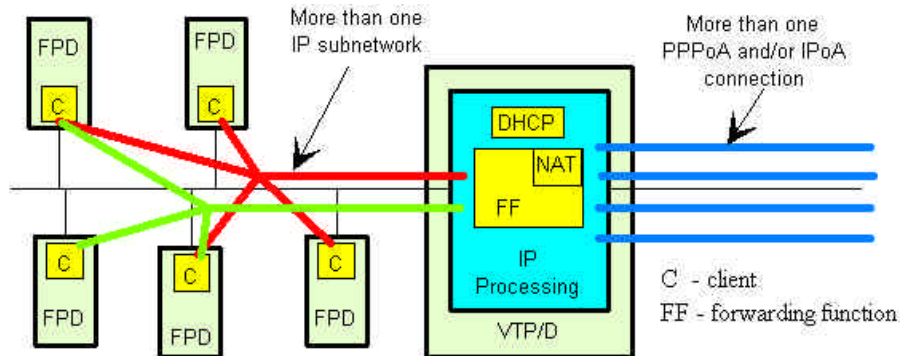 More than one
IP subnetwork
More than one
PPPoA and/or IPoA
connection
FPD
C
FPD
C
DHCP
NAT
FF
IP
Processing
VTP/D
C
FPD
C
FPD
C
FPD
C - client
FF - forwarding function